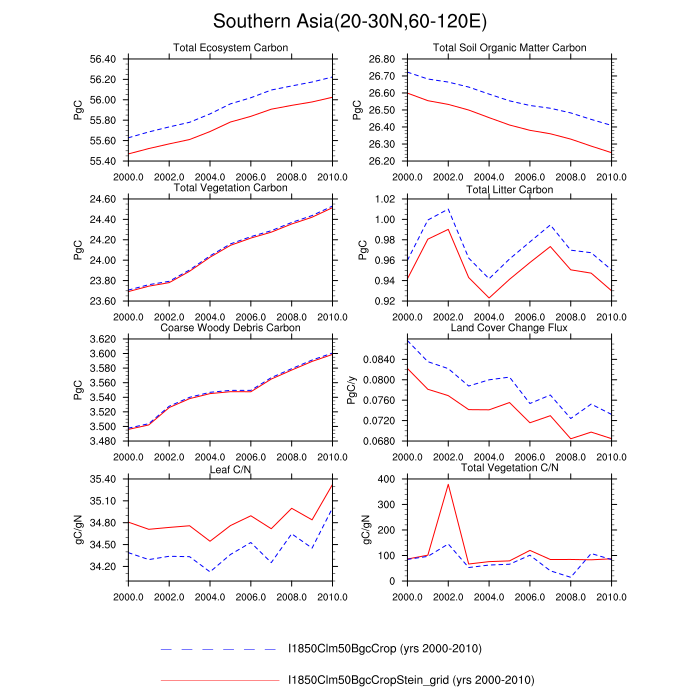 Southern Asia(20-30N,60-120E)
Total Ecosystem Carbon
Total Soil Organic Matter Carbon
PgC
56.40
56.20
56.00
55.80
55.60
55.40
2000.0 2002.0 2004.0 2006.0 2008.0 2010.0
PgC
26.80
26.70
26.60
26.50
26.40
26.30
26.20
2000.0 2002.0 2004.0 2006.0 2008.0 2010.0
Total Vegetation Carbon
Total Litter Carbon
PgC
24.60
24.40
24.20
24.00
23.80
23.60
2000.0 2002.0 2004.0 2006.0 2008.0 2010.0
PgC
1.02
1.00
0.98
0.96
0.94
0.92
2000.0 2002.0 2004.0 2006.0 2008.0 2010.0
Coarse Woody Debris Carbon
Land Cover Change Flux
PgC
3.620
3.600
3.580
3.560
3.540
3.520
3.500
3.480
2000.0 2002.0 2004.0 2006.0 2008.0 2010.0
PgC/y
0.0840
0.0800
0.0760
0.0720
0.0680
2000.0 2002.0 2004.0 2006.0 2008.0 2010.0
Leaf C/N
Total Vegetation C/N
gC/gN
35.40
35.10
34.80
34.50
34.20
2000.0 2002.0 2004.0 2006.0 2008.0 2010.0
gC/gN
400
300
200
100
0
2000.0 2002.0 2004.0 2006.0 2008.0 2010.0
I1850Clm50BgcCrop (yrs 2000-2010)
I1850Clm50BgcCropStein_grid (yrs 2000-2010)